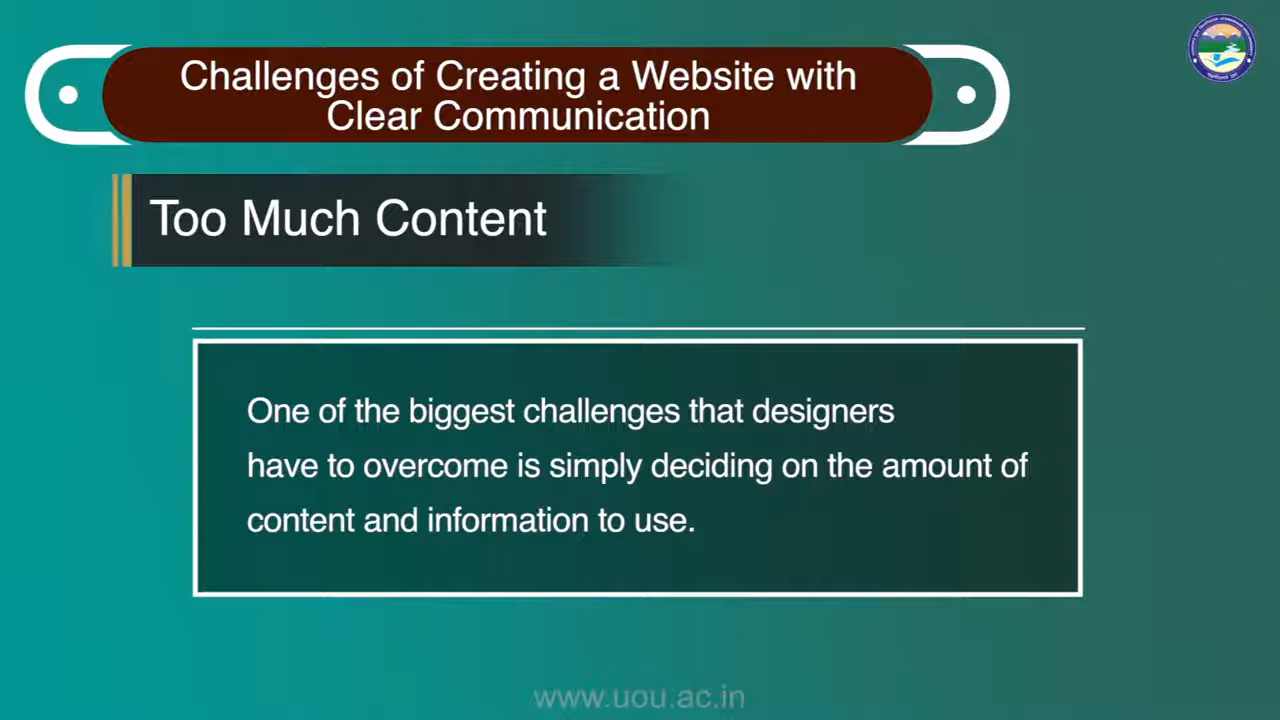 Challenges of Creating a Website with
Clear Communication
Too Much Content
One of the biggest challenges that designers
have to overcome is simply deciding on the amount of
content and information to use.
www.uou.ac.in